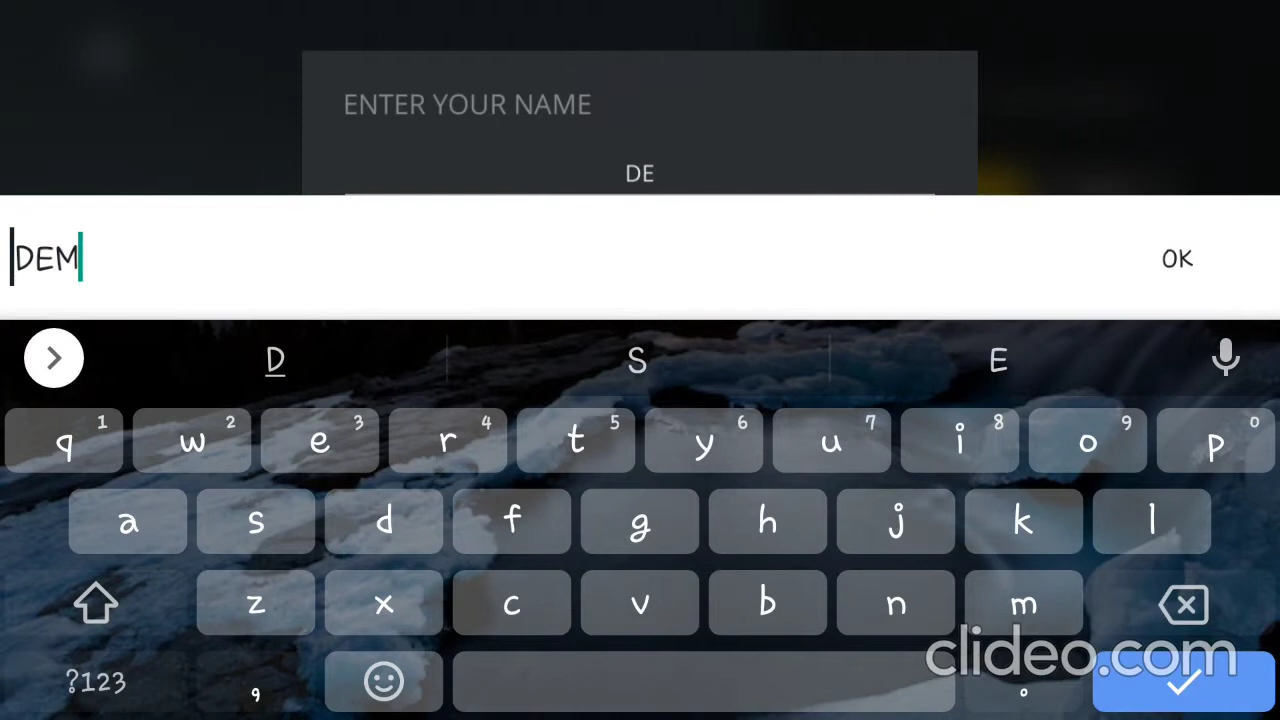 ENTER YOUR NAME
DE
DEM
OK
D S E
q 1 w 2 e 3 r 4 t 5 y 6 u 7 i 8 o 9 p 0
a s d f g h j k l
z x c v b n m
?123 , .
clideo.com